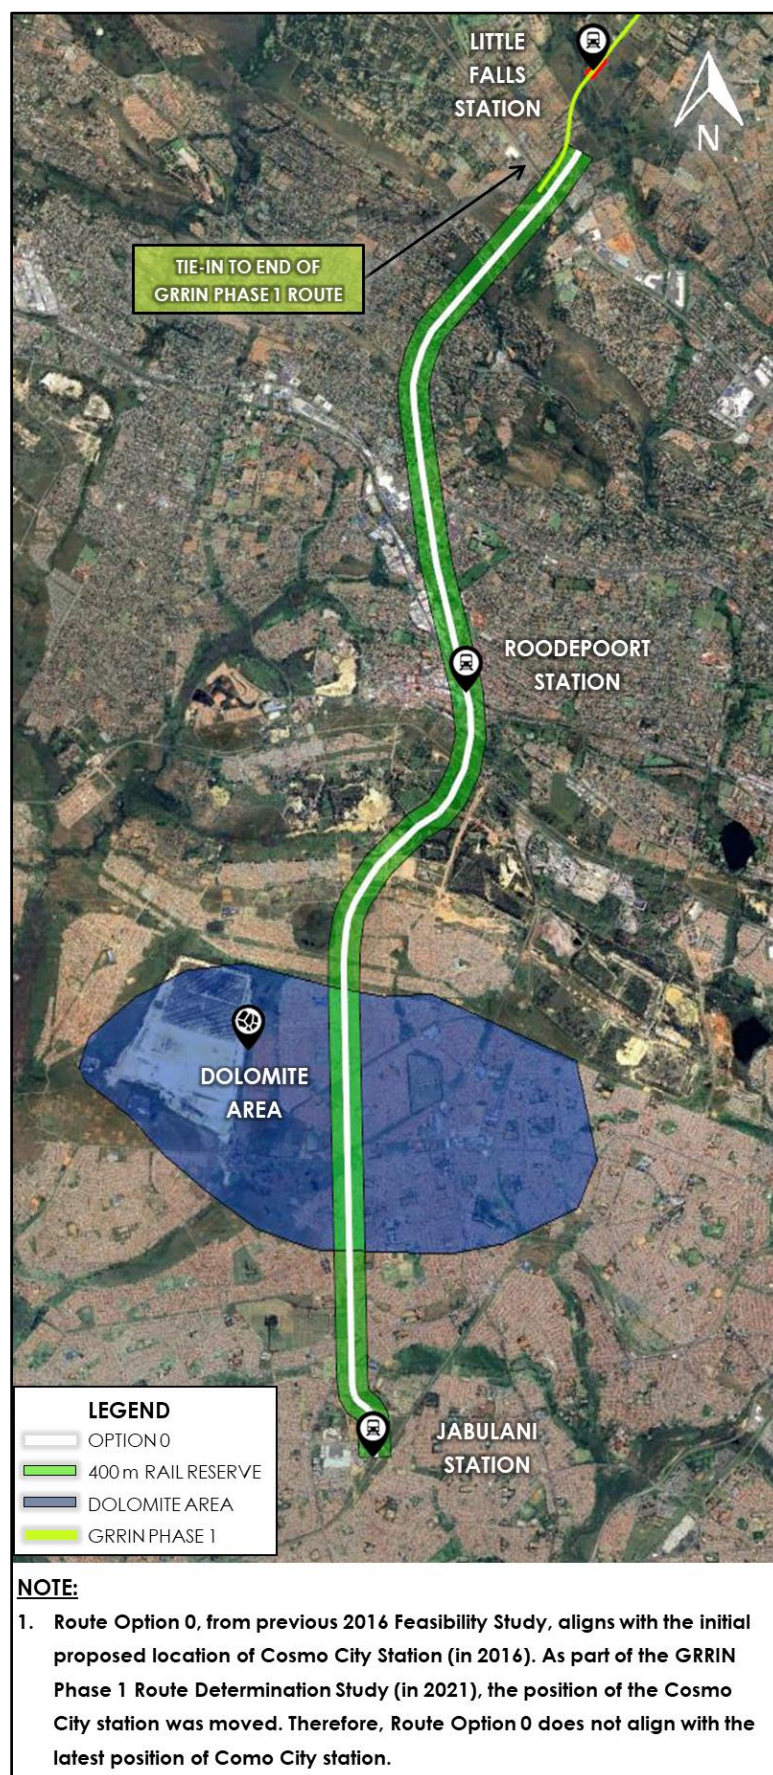 LITTLE
FALLS
STATION
N
TIE-IN TO END OF
GRRIN PHASE 1 ROUTE
ROODEPOORT
STATION
DOLOMITE
AREA
JABULANI
STATION
LEGEND
OPTION 0
400 m RAIL RESERVE
DOLOMITE AREA
GRRIN PHASE 1
NOTE:
1. Route Option 0, from previous 2016 Feasibility Study, aligns with the initial
proposed location of Cosmo City Station (in 2016). As part of the GRRIN
Phase 1 Route Determination Study (in 2021), the position of the Cosmo
City station was moved. Therefore, Route Option 0 does not align with the
latest position of Como City station.